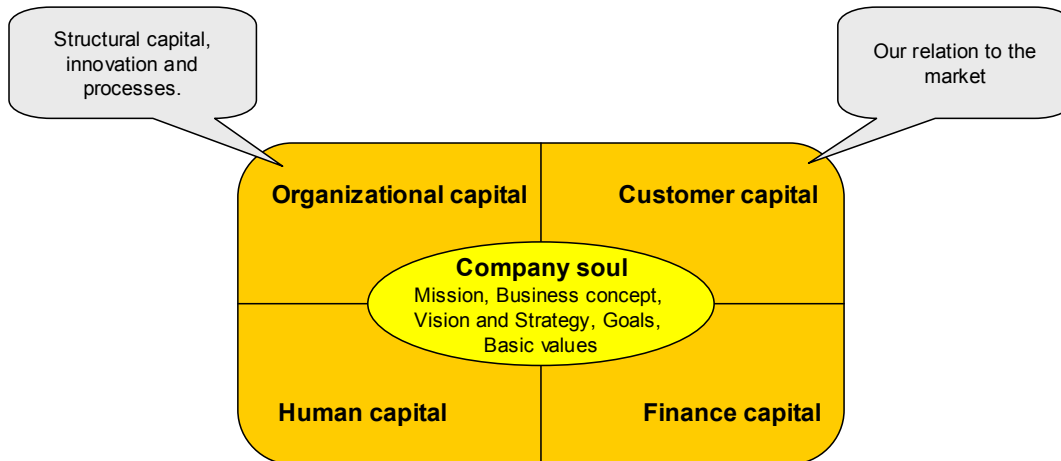 Structural capital,
innovation and
processes.
Our relation to the
market
Organizational capital
Customer capital
Company soul
Mission, Business concept,
Vision and Strategy, Goals,
Basic values
Human capital
Finance capital